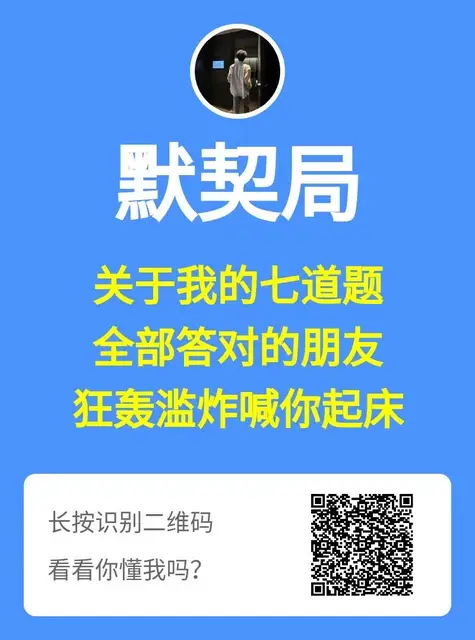 默契局
关于我的七道题
全部答对的朋友
狂轰滥炸喊你起床
长按识别二维码
看看你懂我吗？